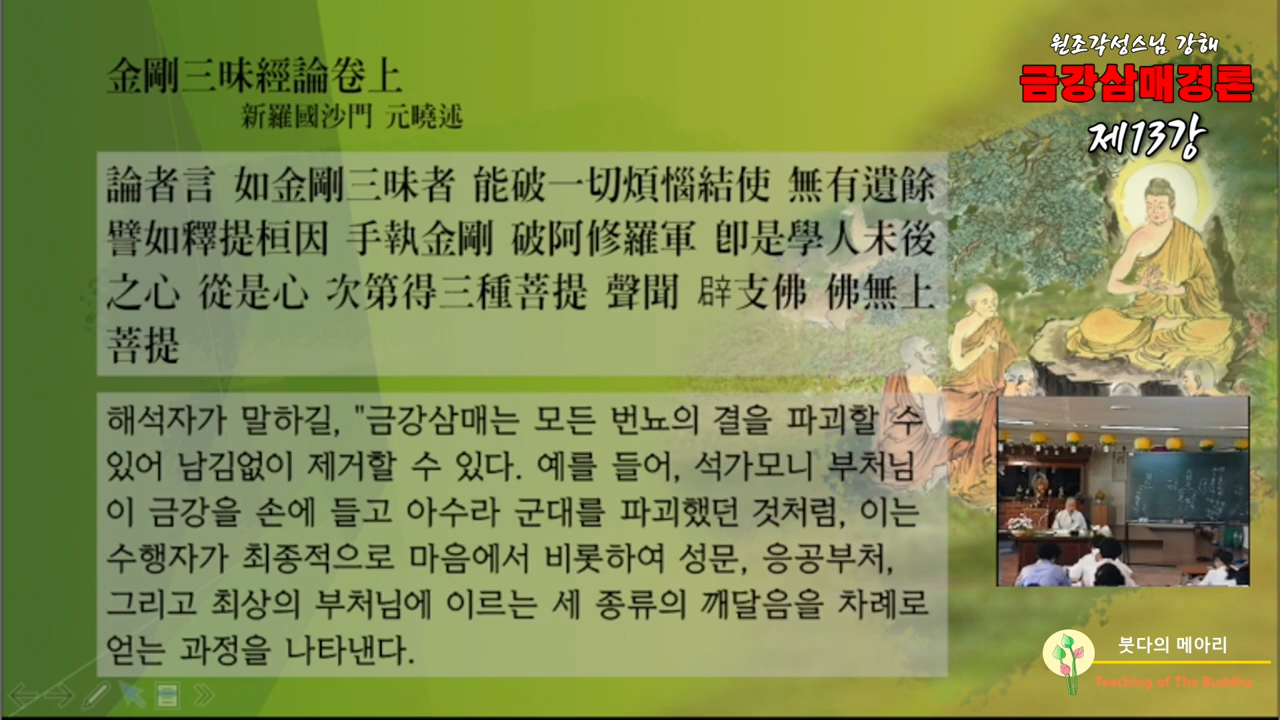 金剛三昧經論卷上
新羅國沙門 元曉述
論者言 如金剛三昧者 能破一切煩惱結使 無有遺餘
譬如釋提桓因 手執金剛 破阿修羅軍 卽是學人末後
之心 從是心 次第得三種菩提 聲聞 辟支佛 佛無上
菩提
해석자가 말하길, "금강삼매는 모든 번뇌의 결을 파괴할 수
있어 남김없이 제거할 수 있다. 예를 들어, 석가모니 부처님
이 금강을 손에 들고 아수라 군대를 파괴했던 것처럼, 이는
수행자가 최종적으로 마음에서 비롯하여 성문, 응공부처,
그리고 최상의 부처님에 이르는 세 종류의 깨달음을 차례로
얻는 과정을 나타낸다.
원조각성스님 강해
금강삼매경론
제13강
붓다의 메아리
Teaching of The Buddha